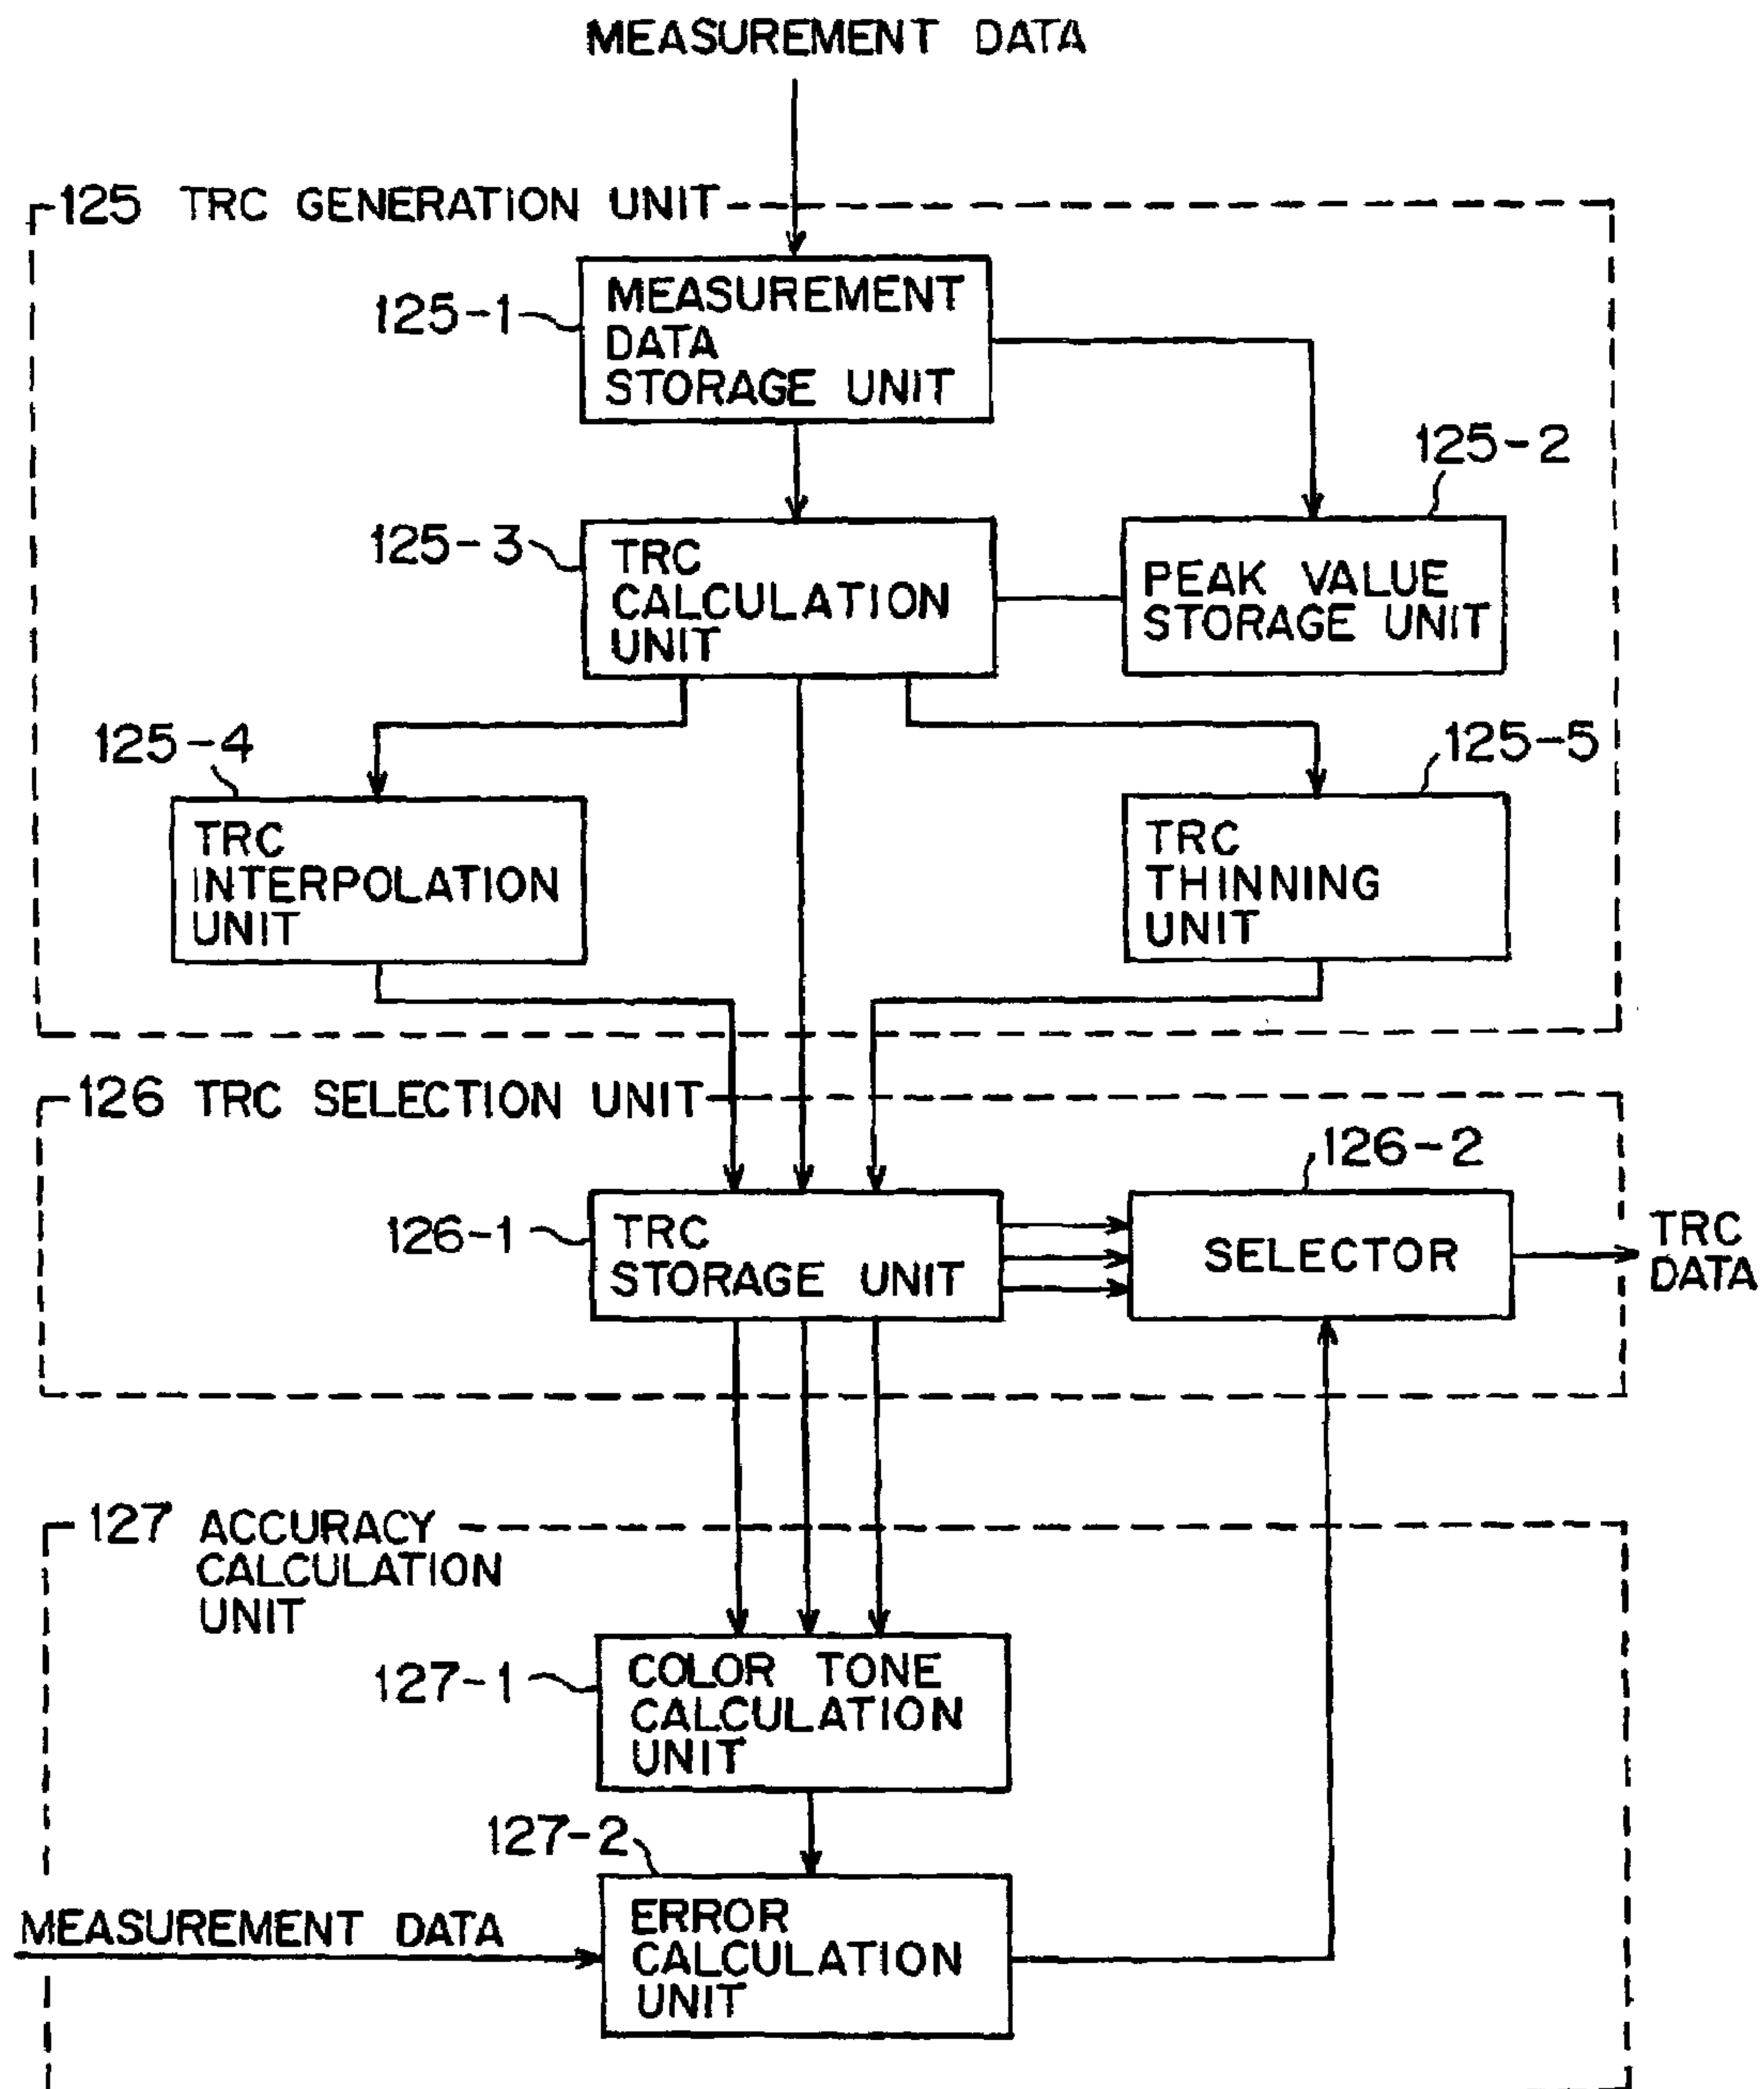 MEASUREMENT DATA
125 TRC GENERATION UNIT
125-1
MEASUREMENT
DATA
STORAGE UNIT
125-2
125-3
TRC
CALCULATION
UNIT
PEAK VALUE
STORAGE UNIT
125-4
125-5
TRC
INTERPOLATION
UNIT
TRC
THINNING
UNIT
126 TRC SELECTION UNIT
126-2
126-1
TRC
STORAGE UNIT
SELECTOR
TRC
DATA
127 ACCURACY
CALCULATION
UNIT
127-1
COLOR TONE
CALCULATION
UNIT
127-2
MEASUREMENT DATA
ERROR
CALCULATION
UNIT